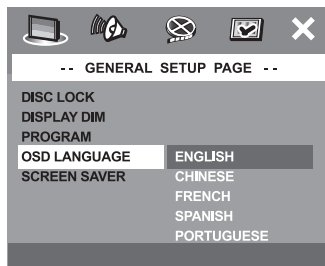 -- GENERAL SETUP PAGE --
DISC LOCK
DISPLAY DIM
PROGRAM
OSD LANGUAGE ENGLISH
SCREEN SAVER CHINESE
FRENCH
SPANISH
PORTUGUESE